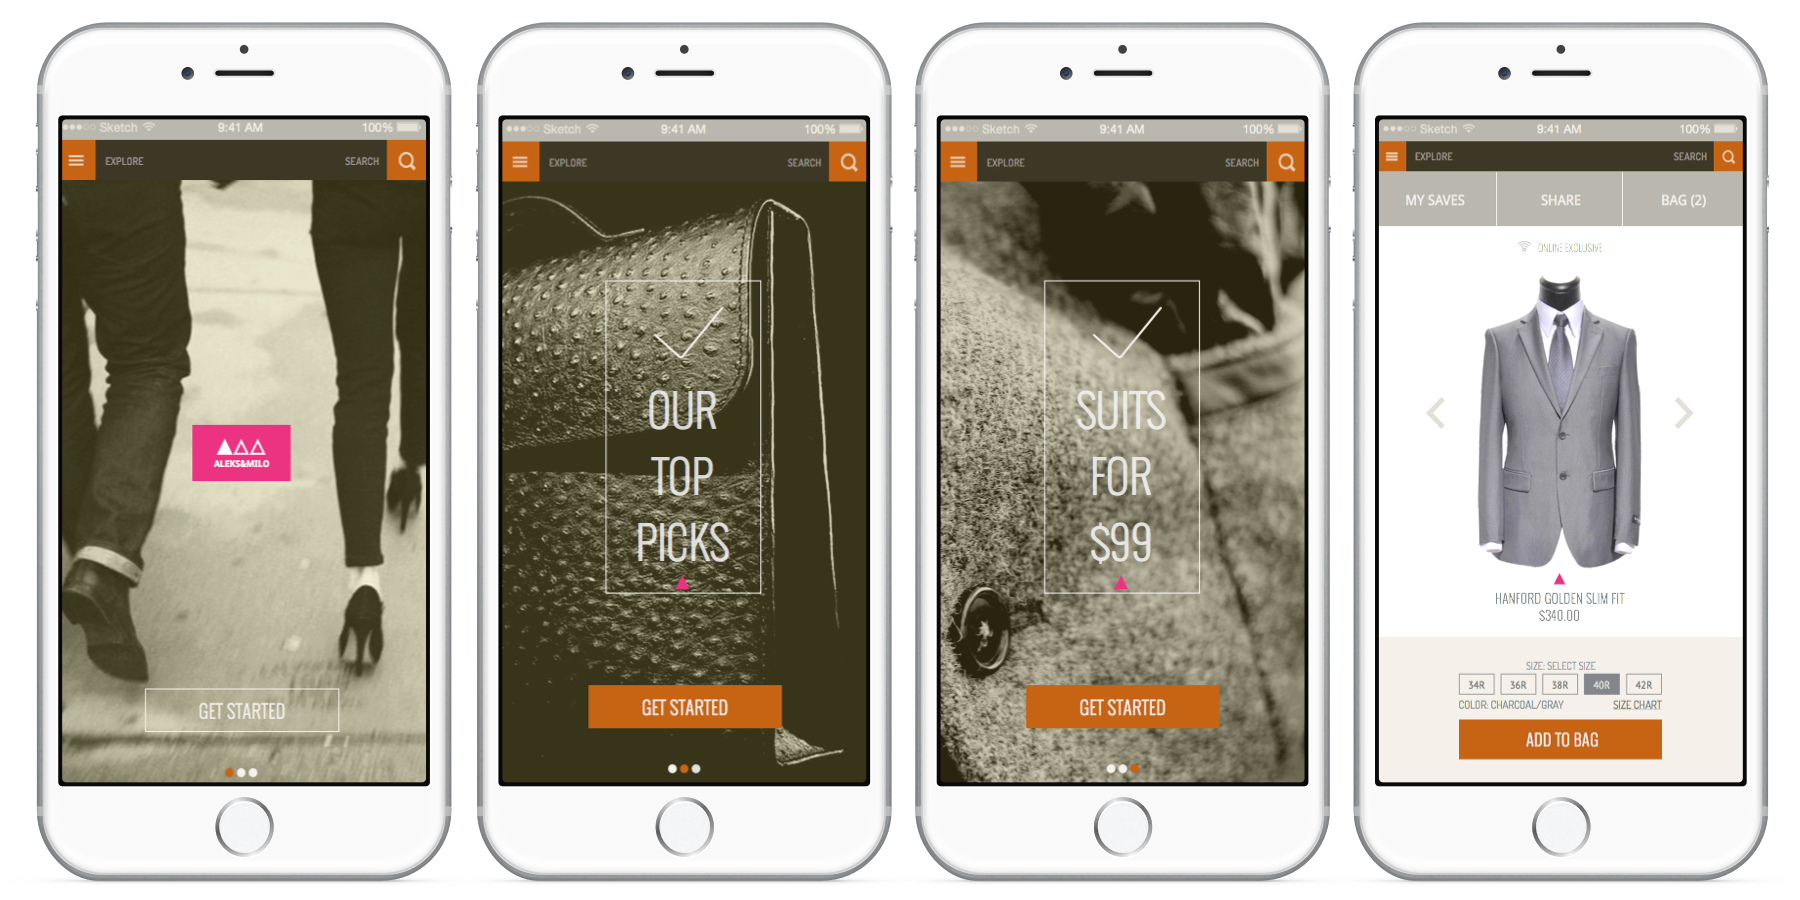 Sketch 9:41 AM 100%
EXPLORE SEARCH
ALEKS&MILO
GET STARTED
Sketch 9:41 AM 100%
EXPLORE SEARCH
OUR
TOP
PICKS
GET STARTED
Sketch 9:41 AM 100%
EXPLORE SEARCH
SUITS
FOR
$99
GET STARTED
Sketch 9:41 AM 100%
EXPLORE SEARCH
MY SAVES SHARE BAG (2)
ONLINE EXCLUSIVE
HANFORD GOLDEN SLIM FIT
$340.00
SIZE: SELECT SIZE
34R 36R 38R 40R 42R
COLOR: CHARCOAL/GRAY SIZE CHART
ADD TO BAG